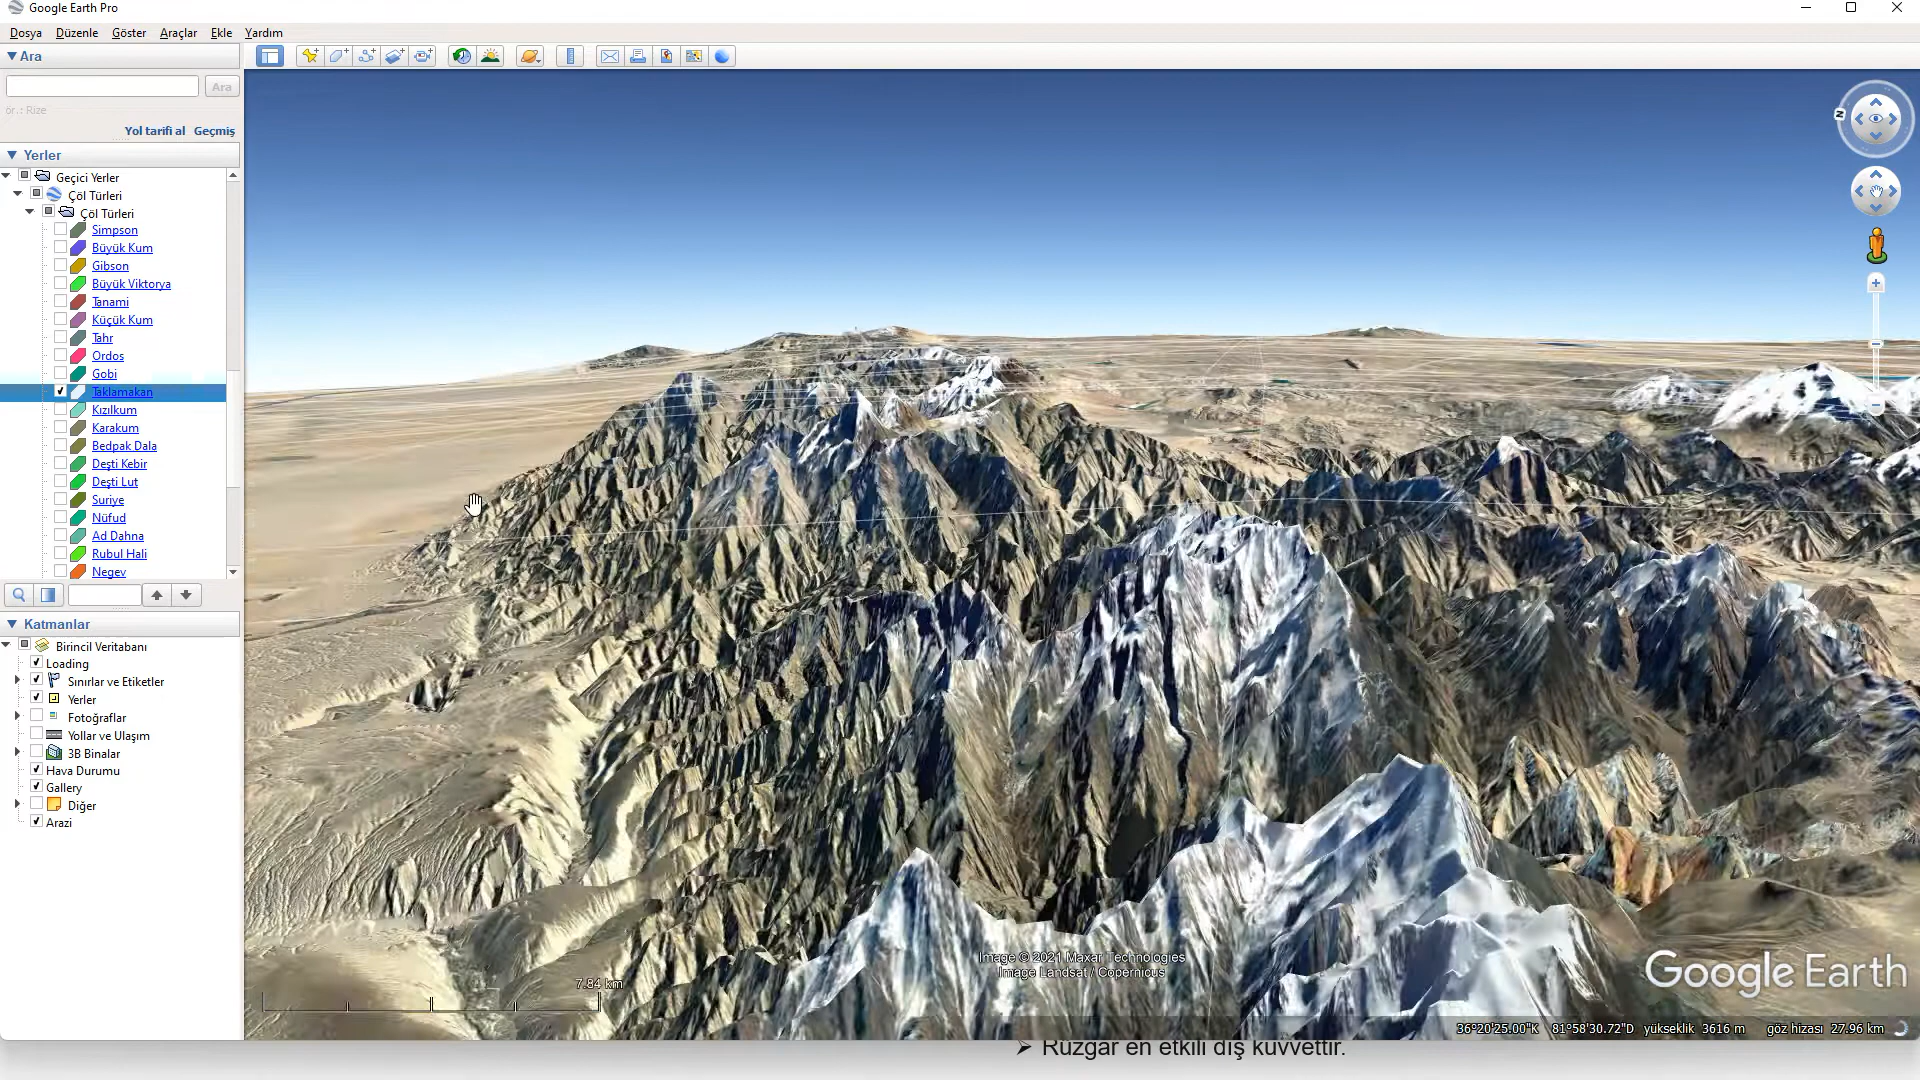 Google Earth Pro
Dosya Düzenle Göster Araçlar Ekle Yardım
Ara
Ara
ör.: Rize
Yol tarifi al Geçmiş
Yerler
Geçici Yerler
Çöl Türleri
Çöl Türleri
Simpson
Büyük Kum
Gibson
Büyük Viktorya
Tanami
Küçük Kum
Tahr
Ordos
Gobi
Taklamakan
Kızılkum
Karakum
Bedpak Dala
Deşti Kebir
Deşti Lut
Suriye
Nüfud
Ad Dahna
Rubul Hali
Negev
Katmanlar
Birincil Veritabanı
Loading
Sınırlar ve Etiketler
Yerler
Fotoğraflar
Yollar ve Ulaşım
3B Binalar
Hava Durumu
Gallery
Diğer
Arazi
N
Image © 2021 Maxar Technologies
Image Landsat / Copernicus
7.84 km
Google Earth
36°20'25.00"K 81°58'30.72"D yükseklik 3616 m göz hizası 27.96 km
Rüzgar en etkili dış kuvvettir.